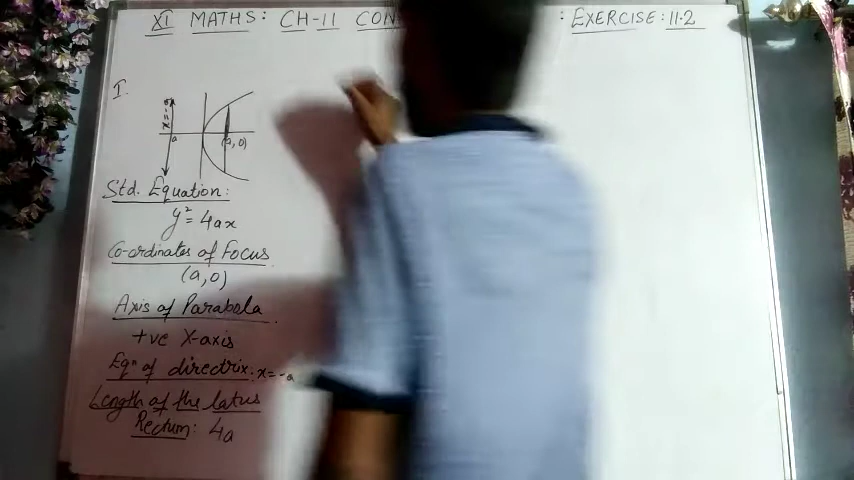 XI MATHS: CH-11 CON : EXERCISE: 11.2
I.
x=-a
a
(a, 0)
Std. Equation:
y² = 4ax
Co-ordinates of Focus
(a, 0)
Axis of Parabola
+ve X-axis
Eqⁿ of directrix: x = -a
Length of the latus
Rectum: 4a